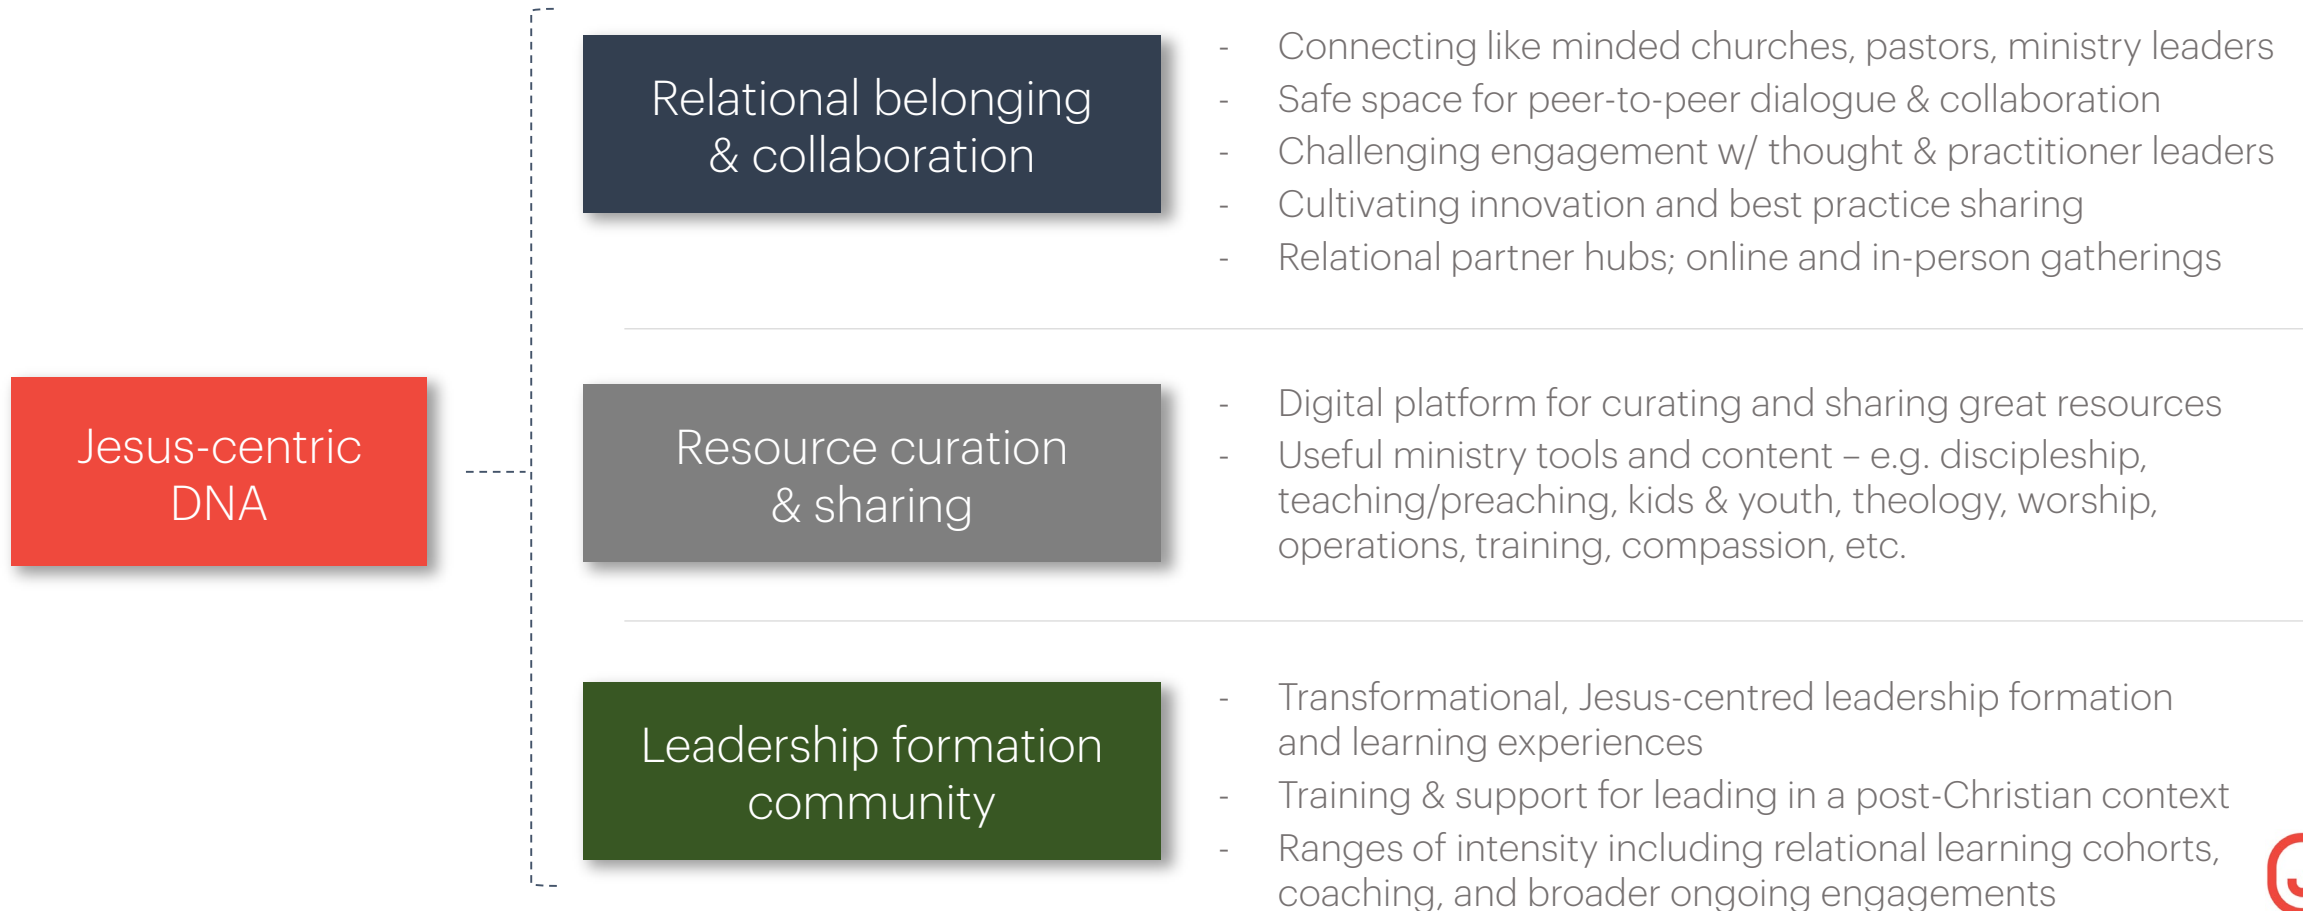 Jesus-centric
DNA
Relational belonging
& collaboration
- Connecting like minded churches, pastors, ministry leaders
- Safe space for peer-to-peer dialogue & collaboration
- Challenging engagement w/ thought & practitioner leaders
- Cultivating innovation and best practice sharing
- Relational partner hubs; online and in-person gatherings
Resource curation
& sharing
- Digital platform for curating and sharing great resources
- Useful ministry tools and content – e.g. discipleship,
teaching/preaching, kids & youth, theology, worship,
operations, training, compassion, etc.
Leadership formation
community
- Transformational, Jesus-centred leadership formation
and learning experiences
- Training & support for leading in a post-Christian context
- Ranges of intensity including relational learning cohorts,
coaching, and broader ongoing engagements